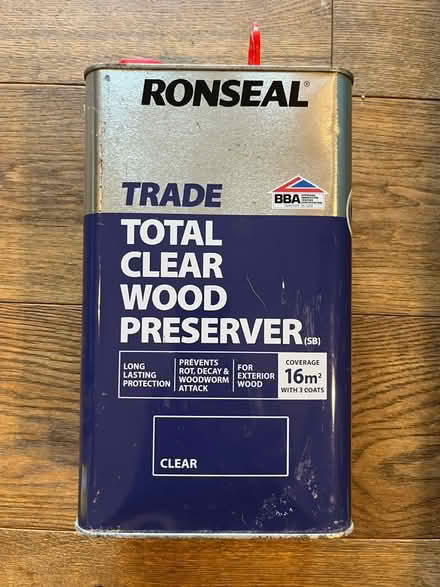 RONSEAL®
TRADE
BBA
TOTAL
CLEAR
WOOD
PRESERVER (SB)
LONG
LASTING
PROTECTION
PREVENTS
ROT, DECAY &
WOODWORM
ATTACK
FOR
EXTERIOR
WOOD
COVERAGE
16m²
WITH 3 COATS
CLEAR